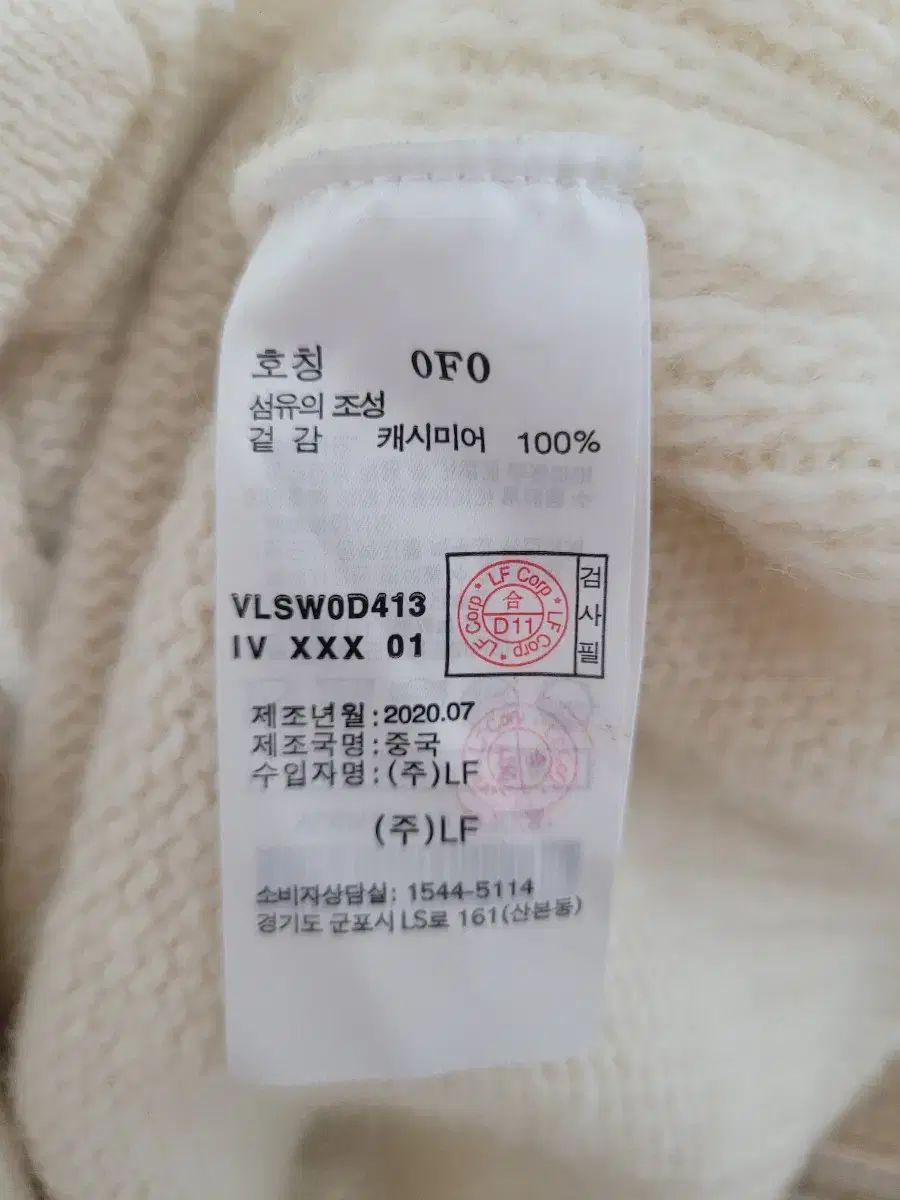 호칭 0F0
섬유의 조성
겉 감 캐시미어 100%
VLSW0D413
IV XXX 01
LF Corp * LF Corp * LF Corp *
合
D11
검사필
제조년월:2020.07
제조국명:중국
수입자명:(주)LF
(주)LF
소비자상담실: 1544-5114
경기도 군포시 LS로 161(산본동)